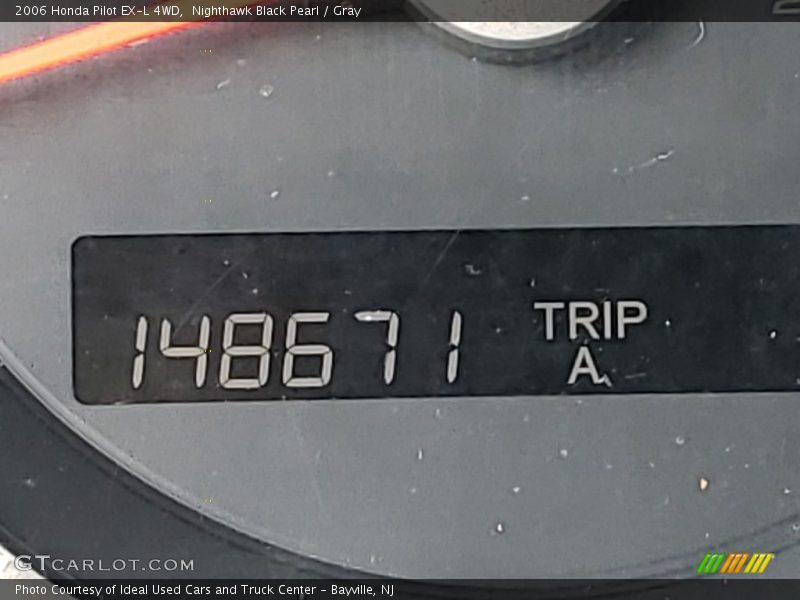 2006 Honda Pilot EX-L 4WD, Nighthawk Black Pearl / Gray
148671
TRIP
A
GTCARLOT.COM
Photo Courtesy of Ideal Used Cars and Truck Center - Bayville, NJ